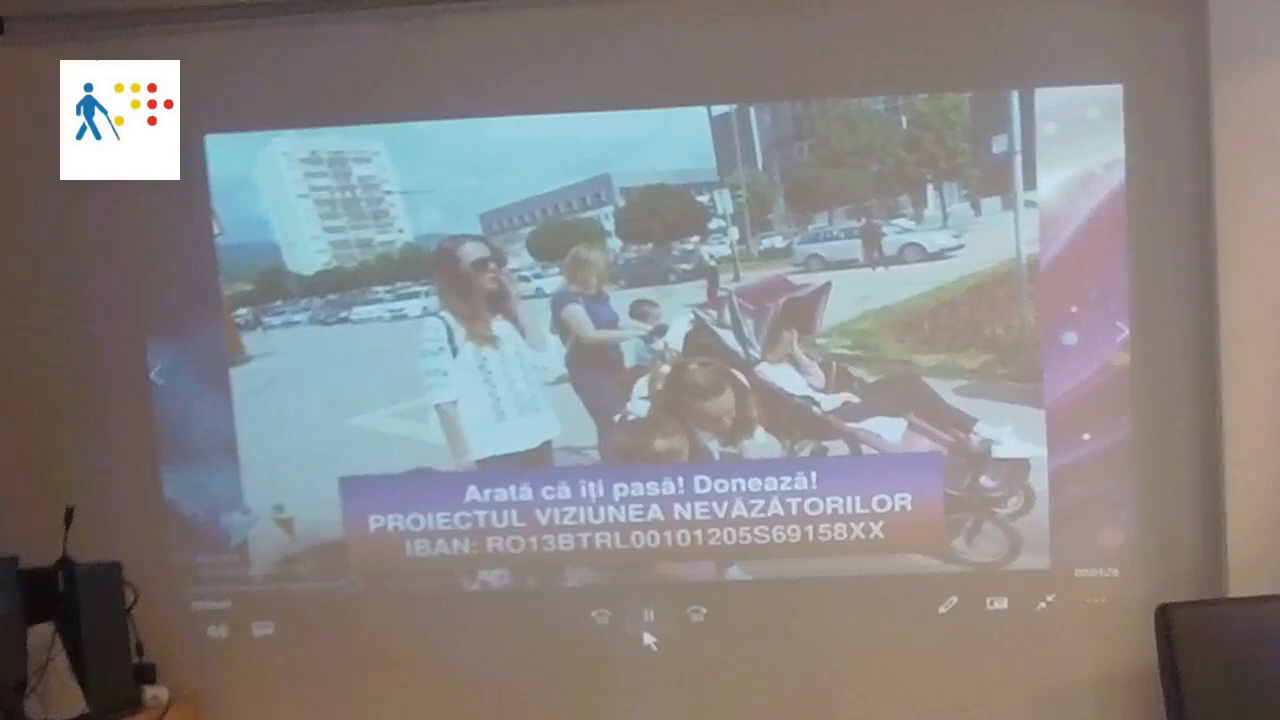 Arată că îți pasă! Donează!
PROIECTUL VIZIUNEA NEVĂZĂTORILOR
IBAN: RO13BTRL00101205S69158XX